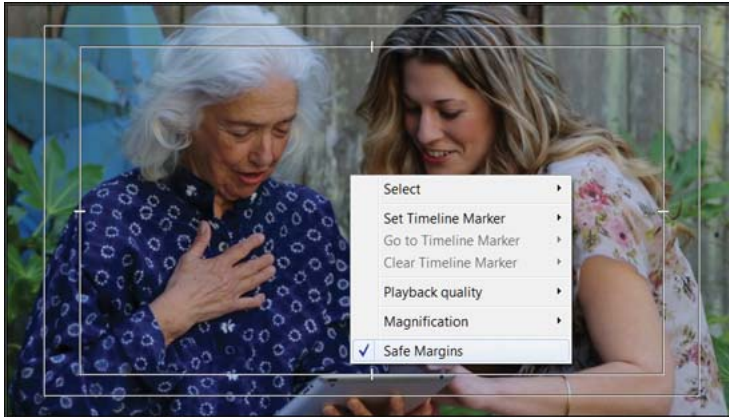 Select
Set Timeline Marker
Go to Timeline Marker
Clear Timeline Marker
Playback quality
Magnification
Safe Margins